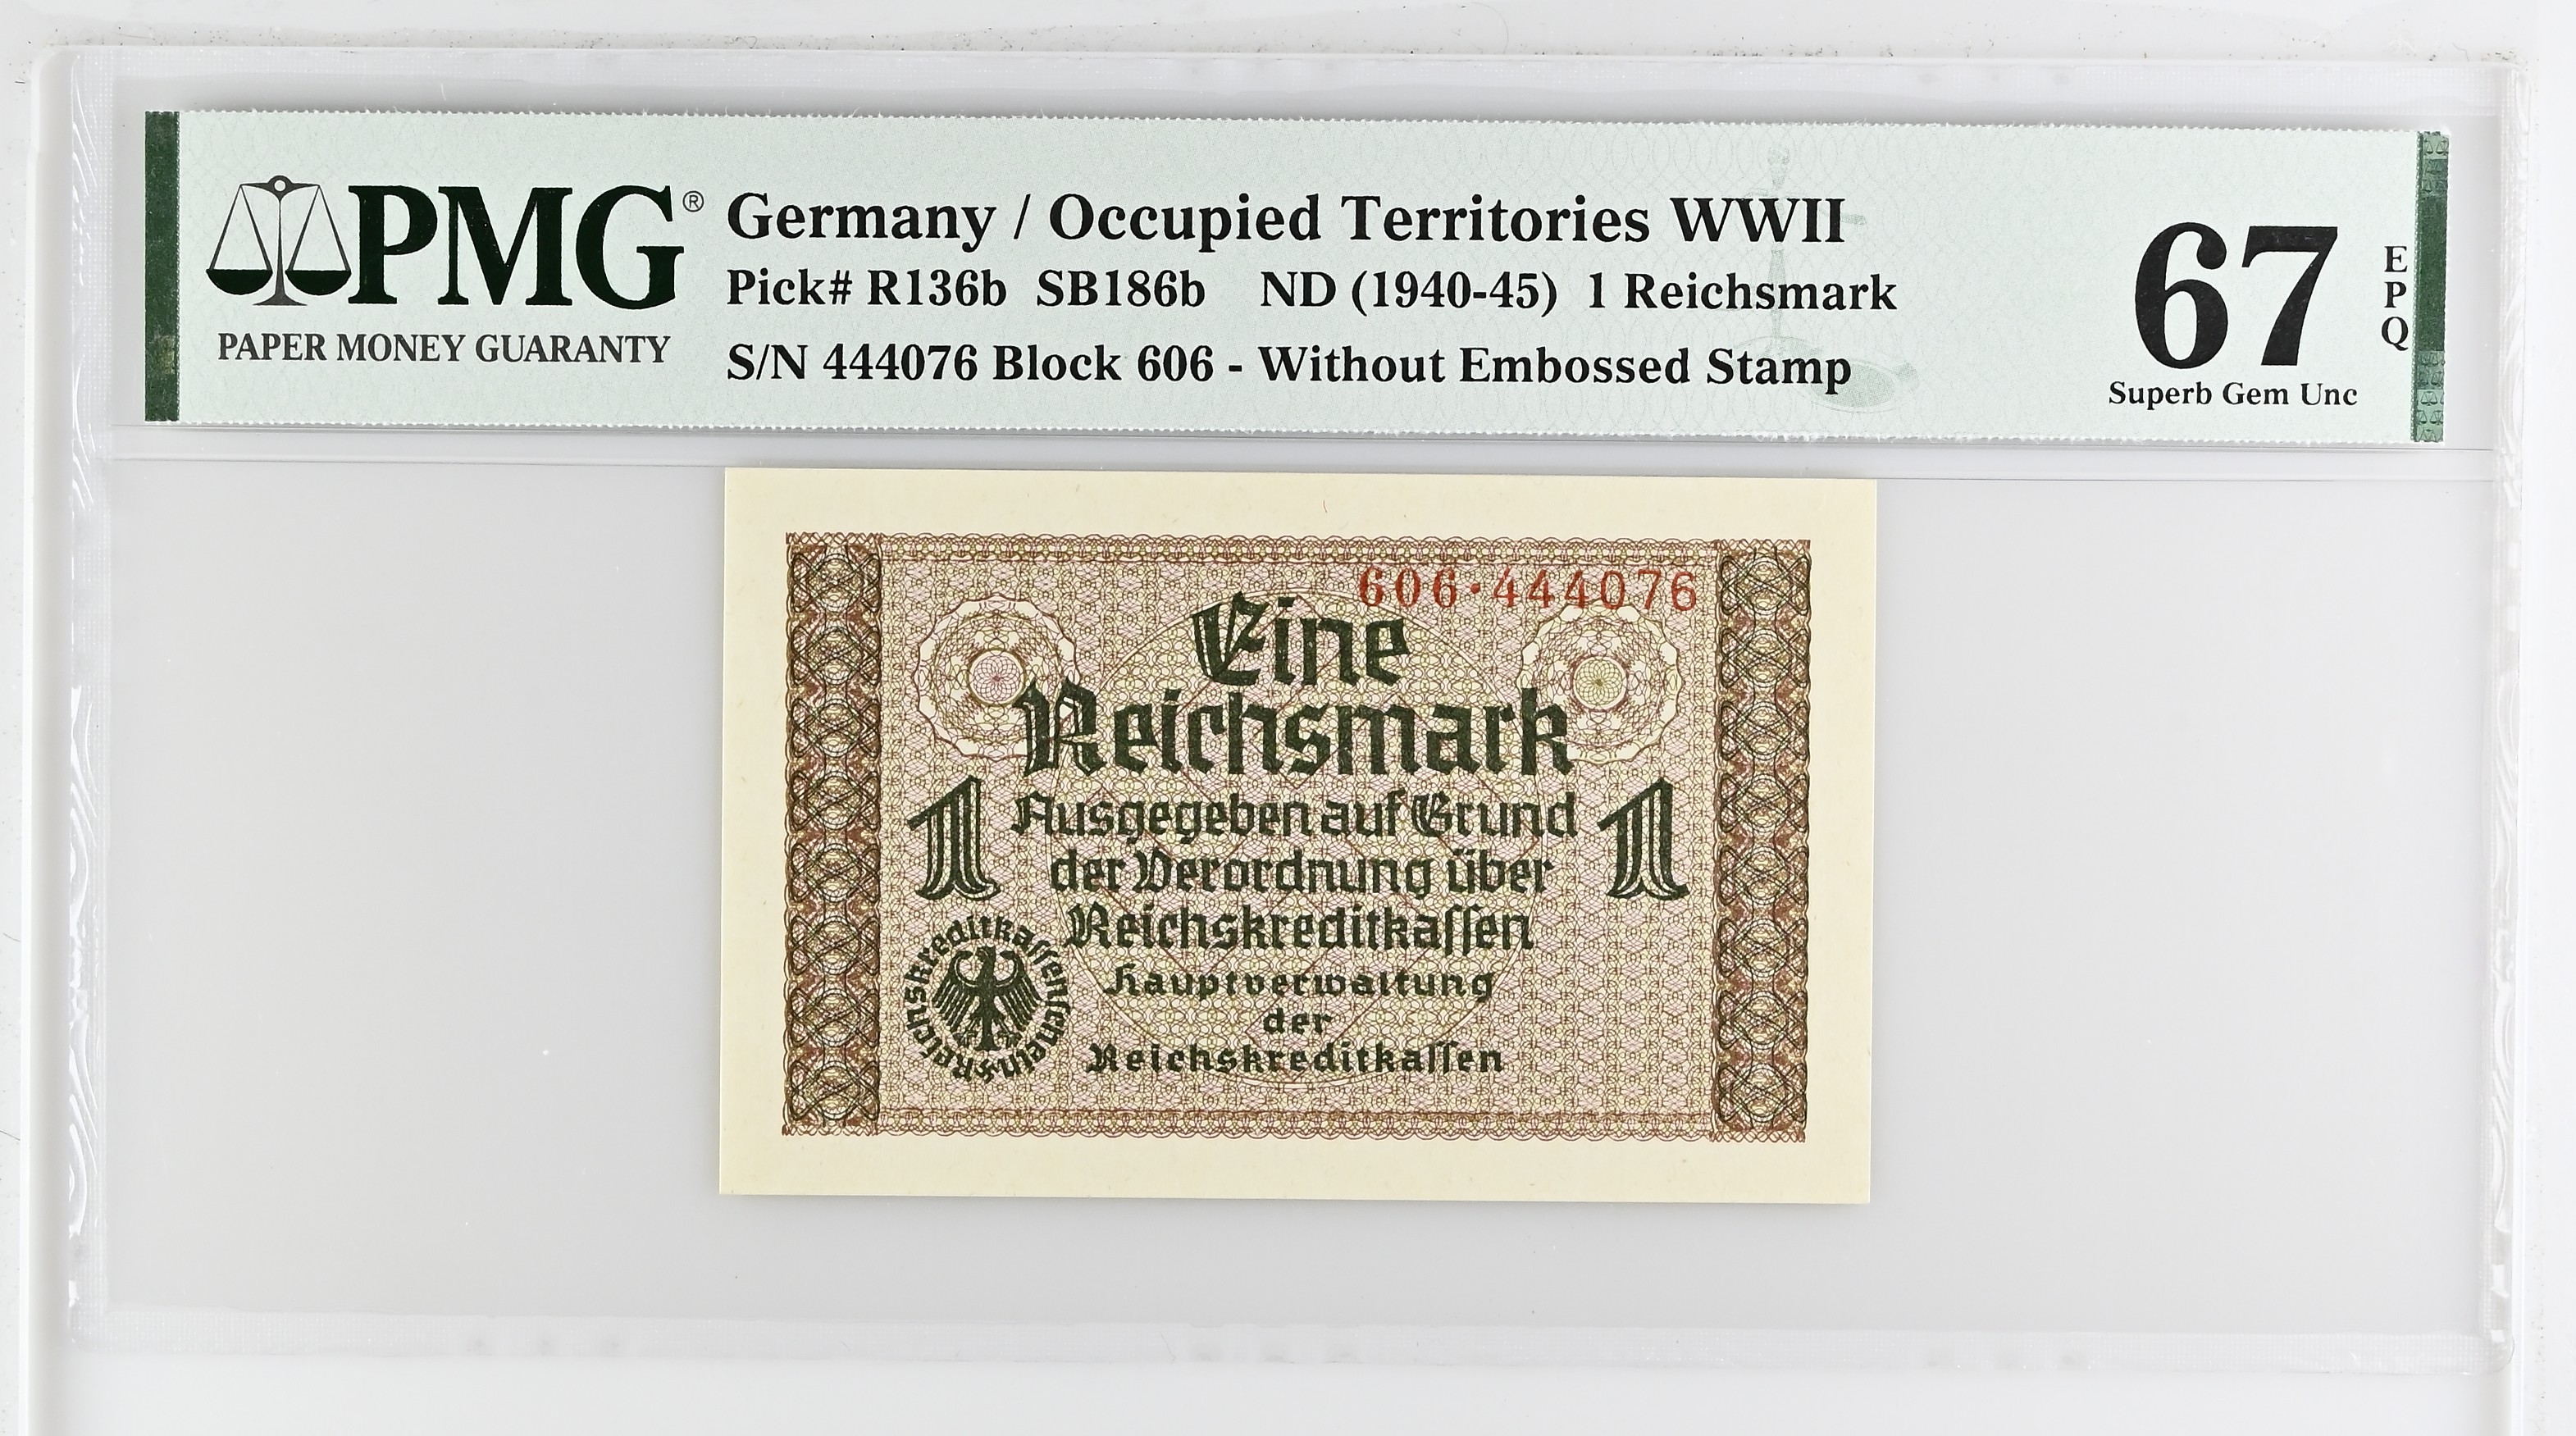 PMG®
PAPER MONEY GUARANTY
Germany / Occupied Territories WWII
Pick# R136b SB186b ND (1940-45) 1 Reichsmark
S/N 444076 Block 606 - Without Embossed Stamp
67
EPQ
Superb Gem Unc
606·444076
Eine
Reichsmark
1 Ausgegeben auf Grund 1
der Verordnung über
Reichskreditkaſſen
Hauptverwaltung
der
Reichskreditkaſſen
Reichskreditkaſſenſchein